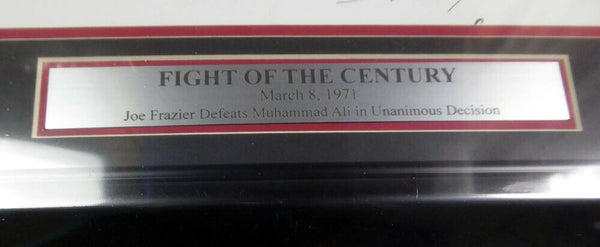 FIGHT OF THE CENTURY
March 8, 1971
Joe Frazier Defeats Muhammad Ali in Unanimous Decision